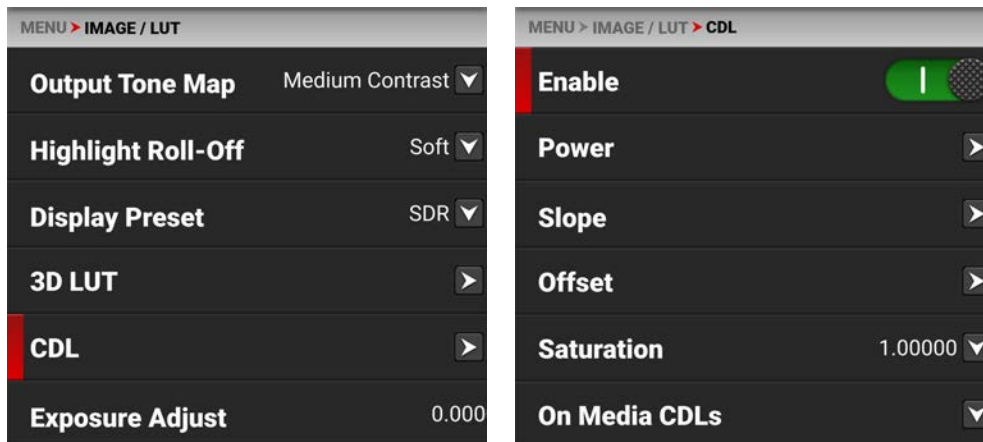 MENU > IMAGE / LUT
Output Tone Map Medium Contrast
Highlight Roll-Off Soft
Display Preset SDR
3D LUT
CDL
Exposure Adjust 0.000
MENU > IMAGE / LUT > CDL
Enable
Power
Slope
Offset
Saturation 1.00000
On Media CDLs